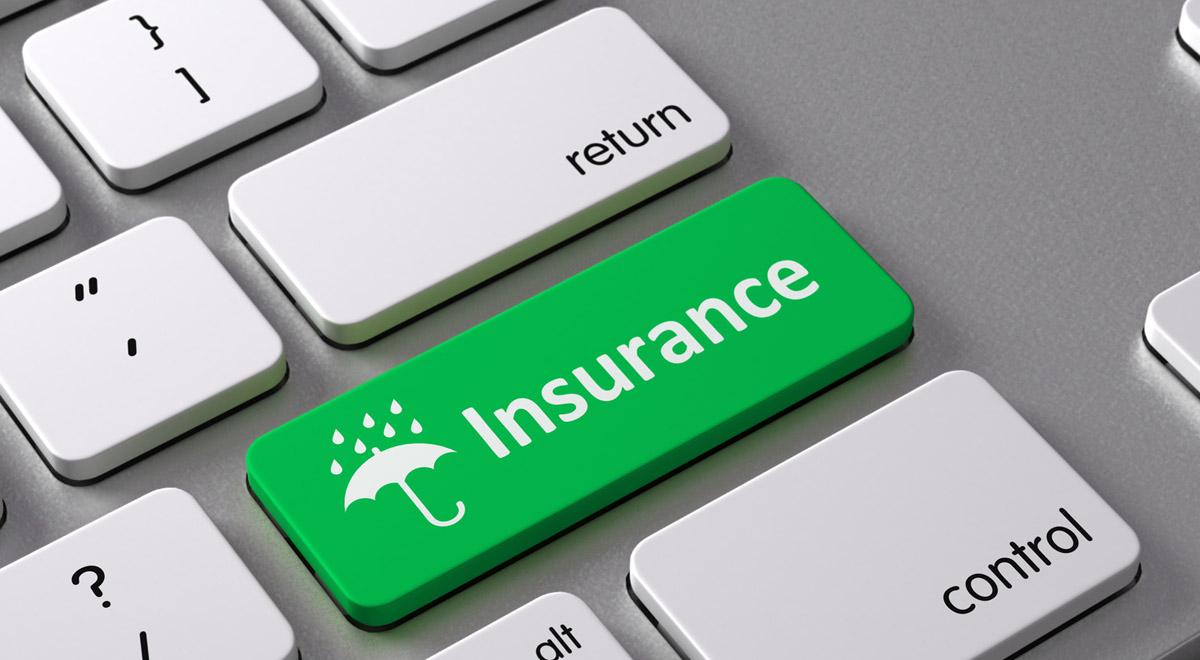 }
]
return
"
'
Insurance
?
/
alt
control